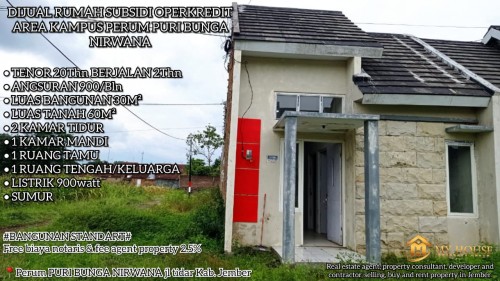 DIJUAL RUMAH SUBSIDI OPERKREDIT
AREA KAMPUS PERUM PURI BUNGA
NIRWANA
• TENOR 20Thn BERJALAN 2Thn
• ANGSURAN 900/Bln
• LUAS BANGUNAN 30M²
• LUAS TANAH 60M²
• 2 KAMAR TIDUR
• 1 KAMAR MANDI
• 1 RUANG TAMU
• 1 RUANG TENGAH/KELUARGA
• LISTRIK 900watt
• SUMUR
#BANGUNAN STANDART#
Free biaya notaris & fee agent property 2.5%
📍 Perum PURI BUNGA NIRWANA jl tidar Kab. Jember
MY HOUSE
Real estate agent, property consultant, developer and
contractor. selling, buy and rent property in Jember